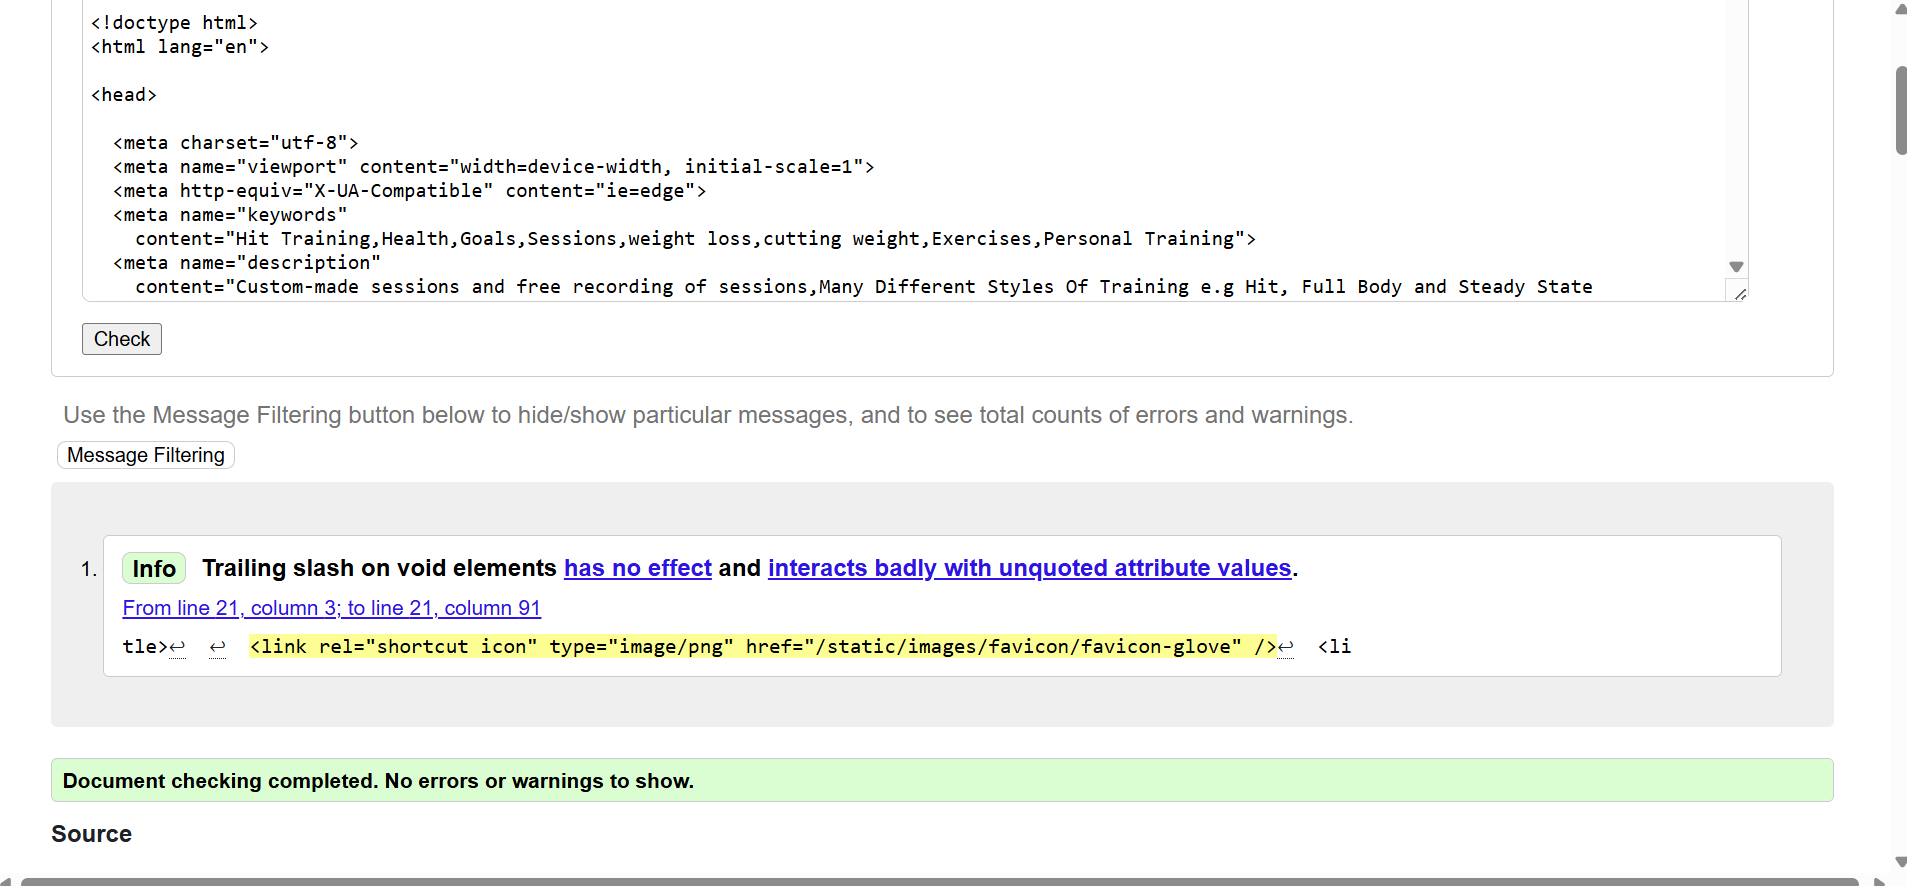 <!doctype html>
<html lang="en">
<head>
<meta charset="utf-8">
<meta name="viewport" content="width=device-width, initial-scale=1">
<meta http-equiv="X-UA-Compatible" content="ie=edge">
<meta name="keywords"
content="Hit Training,Health,Goals,Sessions,weight loss,cutting weight,Exercises,Personal Training">
<meta name="description"
content="Custom-made sessions and free recording of sessions,Many Different Styles Of Training e.g Hit, Full Body and Steady State
Check
Use the Message Filtering button below to hide/show particular messages, and to see total counts of errors and warnings.
Message Filtering
1. Info Trailing slash on void elements has no effect and interacts badly with unquoted attribute values.
From line 21, column 3; to line 21, column 91
tle>↩ ↩ <link rel="shortcut icon" type="image/png" href="/static/images/favicon/favicon-glove" />↩ <li
Document checking completed. No errors or warnings to show.
Source